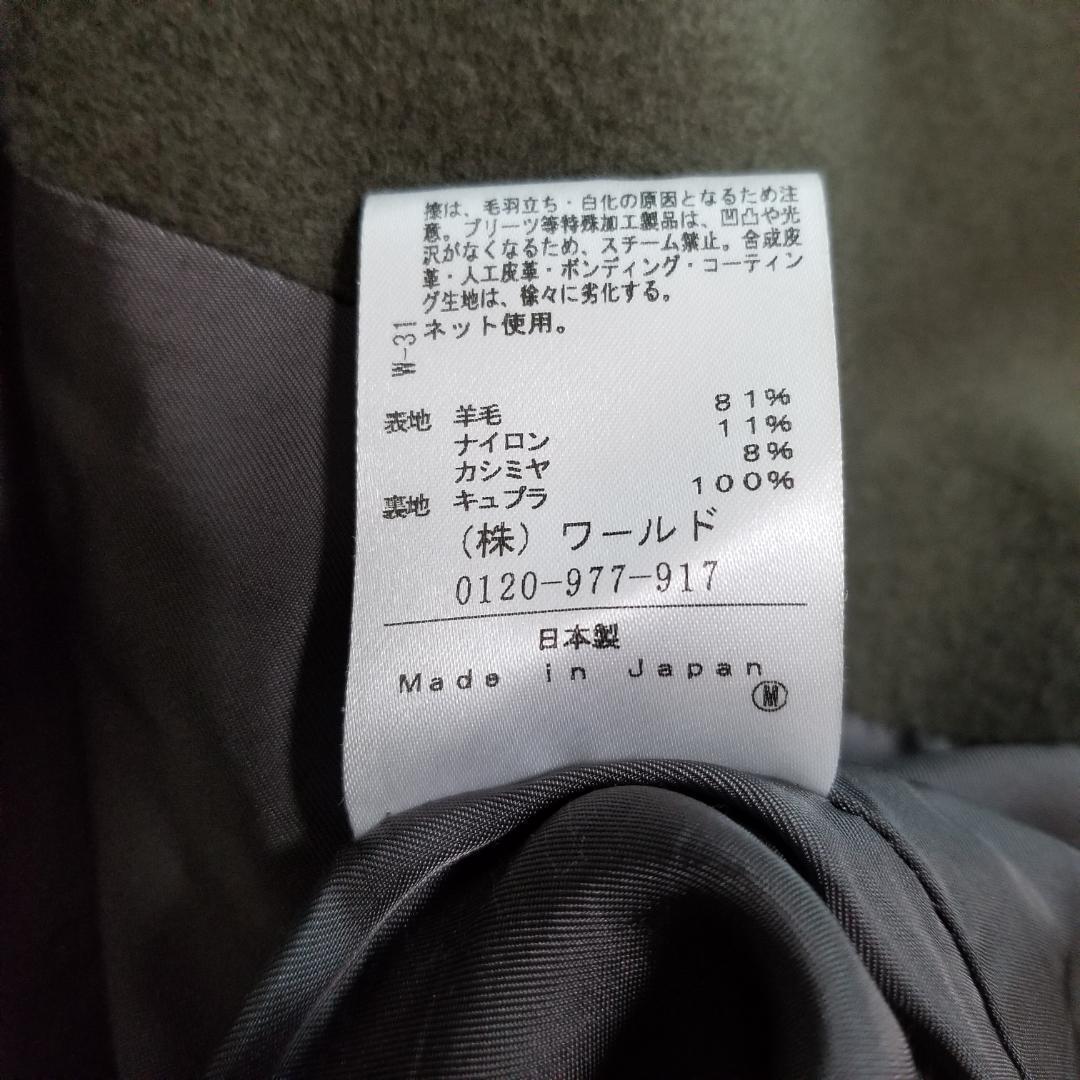 擦は、毛羽立ち・白化の原因となるため注
意。プリーツ等特殊加工製品は、凹凸や光
沢がなくなるため、スチーム禁止。合成皮
革・人工皮革・ボンディング・コーティン
グ生地は、徐々に劣化する。
ネット使用。
W-31
表地 羊毛 81%
ナイロン 11%
カシミヤ 8%
裏地 キュプラ 100%
(株) ワールド
0120-977-917
日本製
Made in Japan
Ⓜ